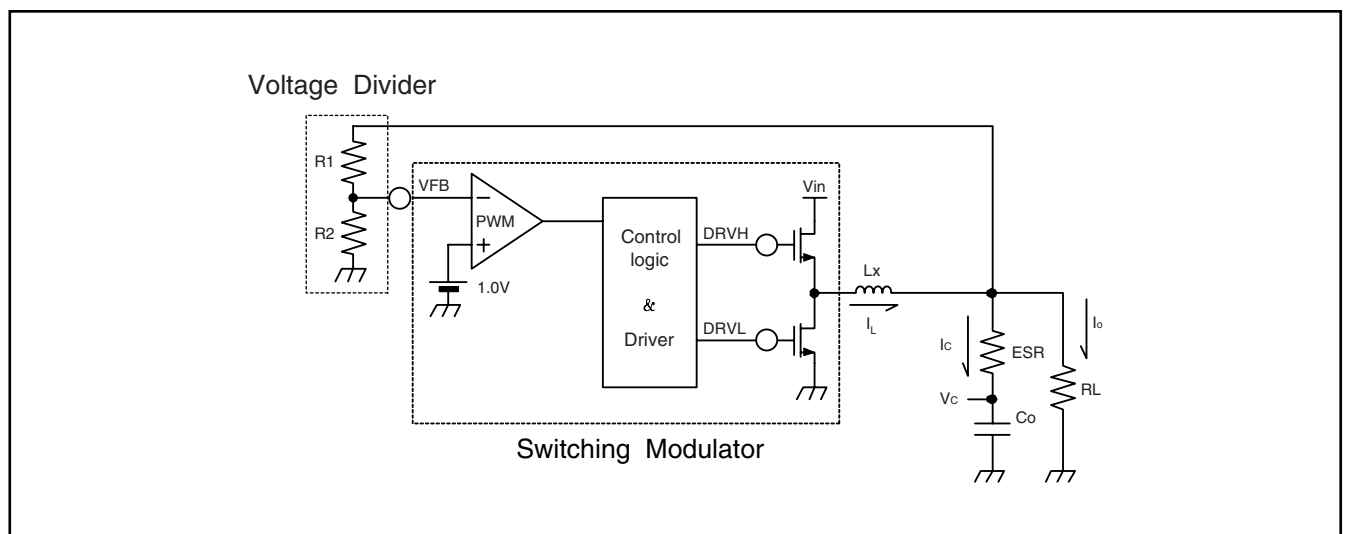 Voltage Divider
R1
R2
VFB
−
PWM
+
1.0V
Control
logic
&
Driver
DRVH
DRVL
Vin
Lx
IL
Ic
ESR
Vc
Co
Io
RL
Switching Modulator